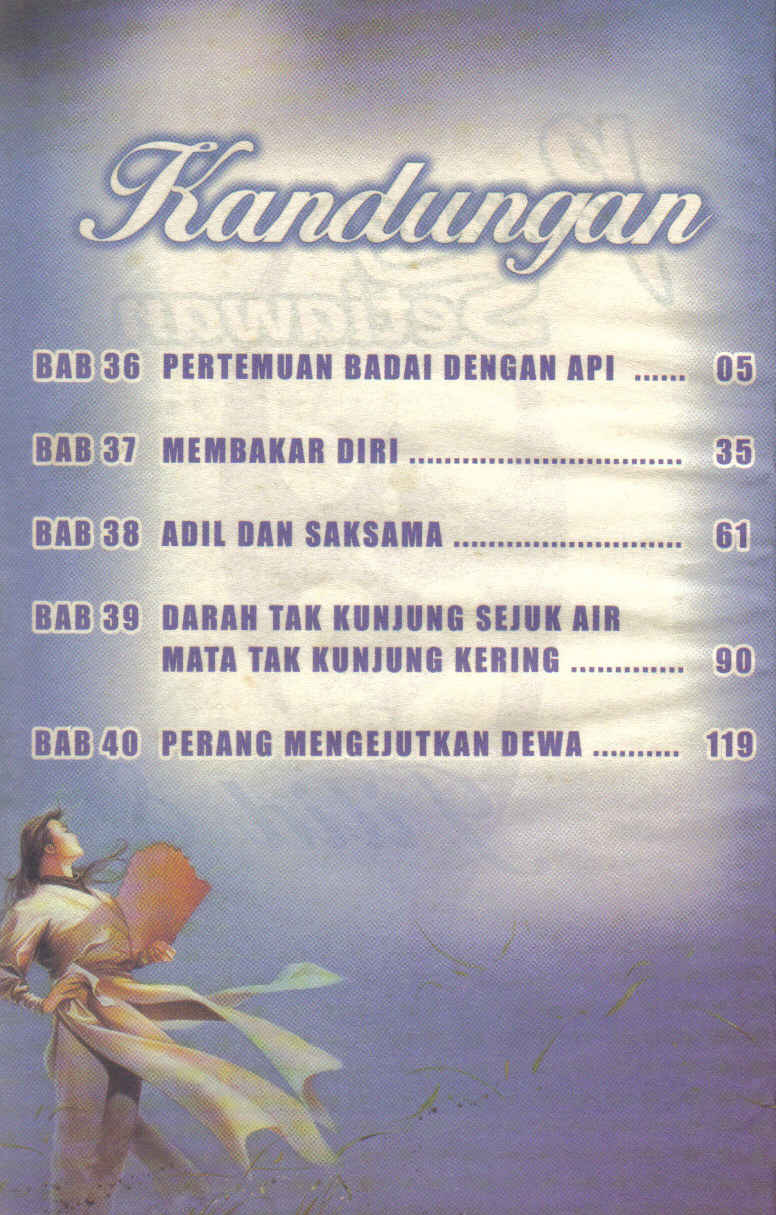 Kandungan
BAB 36 PERTEMUAN BADAI DENGAN API ...... 05
BAB 37 MEMBAKAR DIRI ............................... 35
BAB 38 ADIL DAN SAKSAMA .......................... 61
BAB 39 DARAH TAK KUNJUNG SEJUK AIR
MATA TAK KUNJUNG KERING ............. 90
BAB 40 PERANG MENGEJUTKAN DEWA .......... 119